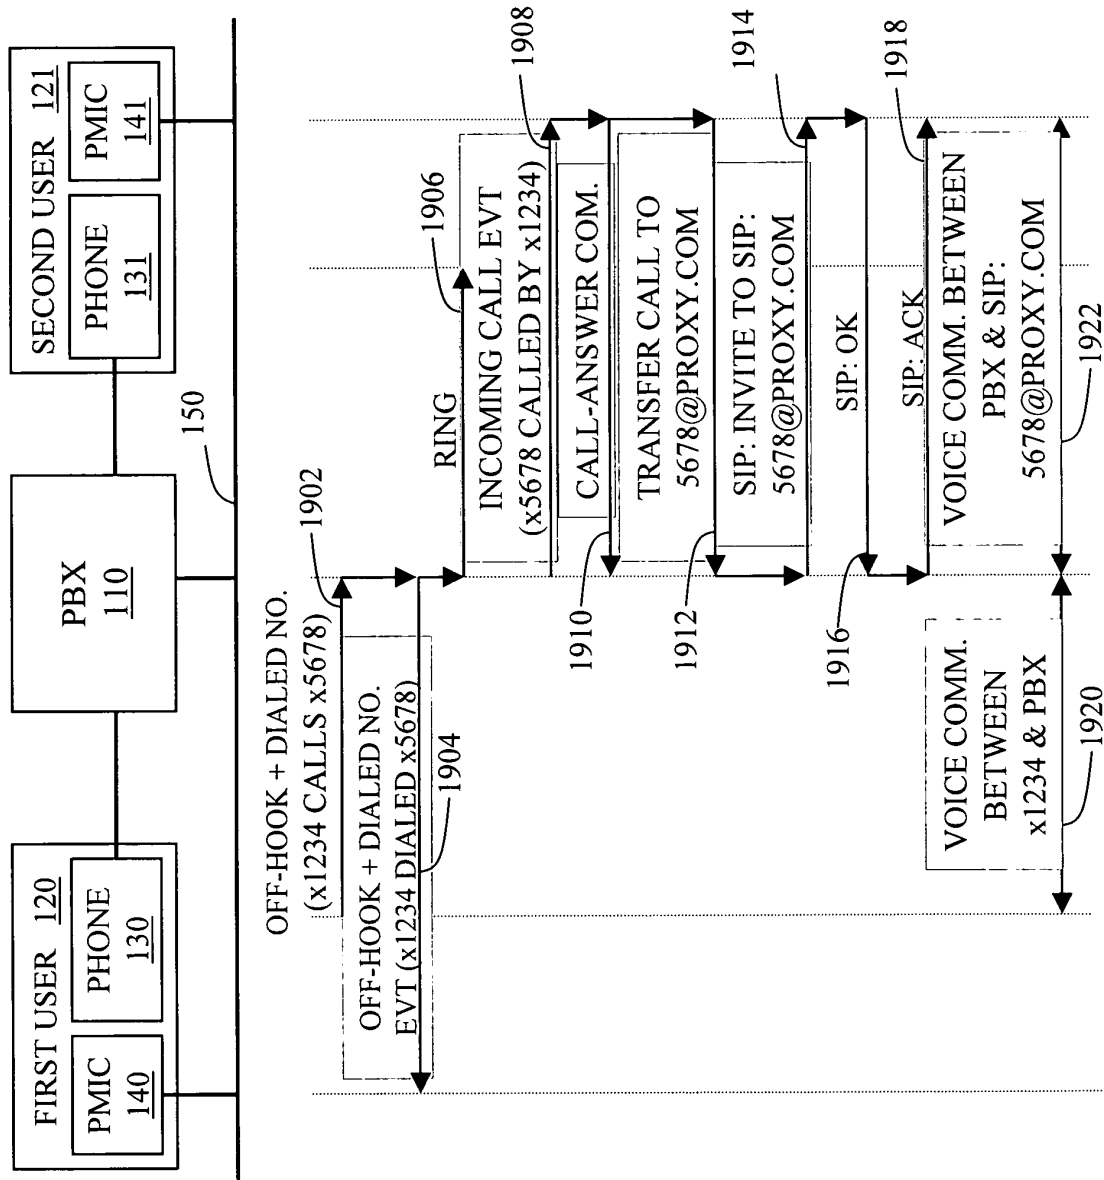 FIRST USER 120
PMIC
140
PHONE
130
PBX
110
SECOND USER 121
PHONE
131
PMIC
141
150
OFF-HOOK + DIALED NO.
(x1234 CALLS x5678)
1902
OFF-HOOK + DIALED NO.
EVT (x1234 DIALED x5678)
1904
RING
1906
INCOMING CALL EVT
(x5678 CALLED BY x1234)
1908
CALL-ANSWER COM.
1910
TRANSFER CALL TO
5678@PROXY.COM
1912
SIP: INVITE TO SIP:
5678@PROXY.COM
1914
SIP: OK
1916
SIP: ACK
1918
VOICE COMM.
BETWEEN
x1234 & PBX
1920
VOICE COMM. BETWEEN
PBX & SIP:
5678@PROXY.COM
1922